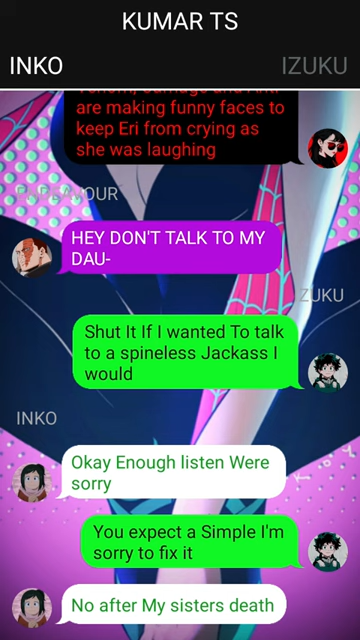 KUMAR TS
INKO
IZUKU
are making funny faces to
keep Eri from crying as
she was laughing
HEY DON'T TALK TO MY
DAU-
Shut It If I wanted To talk
to a spineless Jackass I
would
INKO
Okay Enough listen Were
sorry
You expect a Simple I'm
sorry to fix it
No after My sisters death